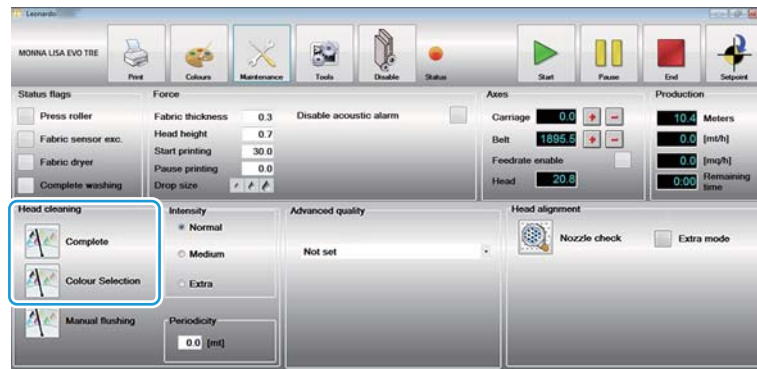 Leonardo
MONNA LISA EVO TRE
Print
Colours
Maintenance
Tools
Disable
Status
Start
Pause
End
Setpoint
Status flags
Press roller
Fabric sensor exc.
Fabric dryer
Complete washing
Force
Fabric thickness 0.3
Head height 0.7
Start printing 30.0
Pause printing 0.0
Drop size
Disable acoustic alarm
Axes
Carriage 0.0 + -
Belt 1895.5 + -
Feedrate enable
Head 20.8
Production
10.4 Meters
0.0 [mt/h]
0.0 [mq/h]
0:00 Remaining
time
Head cleaning
Complete
Colour Selection
Manual flushing
Intensity
Normal
Medium
Extra
Periodicity
0.0 [mt]
Advanced quality
Not set
Head alignment
Nozzle check
Extra mode